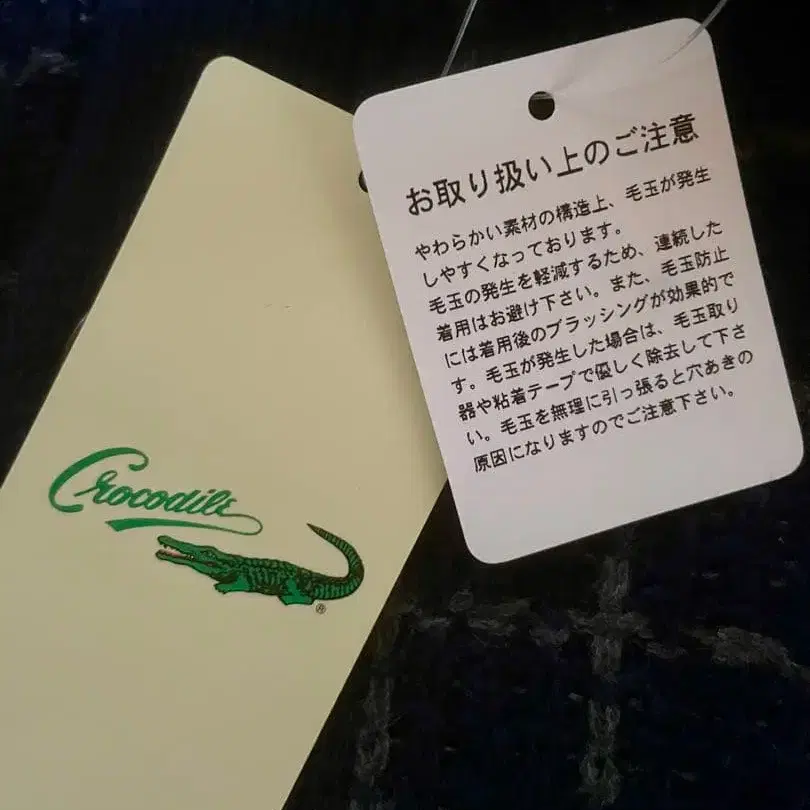 お取り扱い上のご注意
やわらかい素材の構造上、毛玉が発生
しやすくなっております。
毛玉の発生を軽減するため、連続した
着用はお避け下さい。また、毛玉防止
には着用後のブラッシングが効果的で
す。毛玉が発生した場合は、毛玉取り
器や粘着テープで優しく除去して下さ
い。毛玉を無理に引っ張ると穴あきの
原因になりますのでご注意下さい。
Crocodile
®